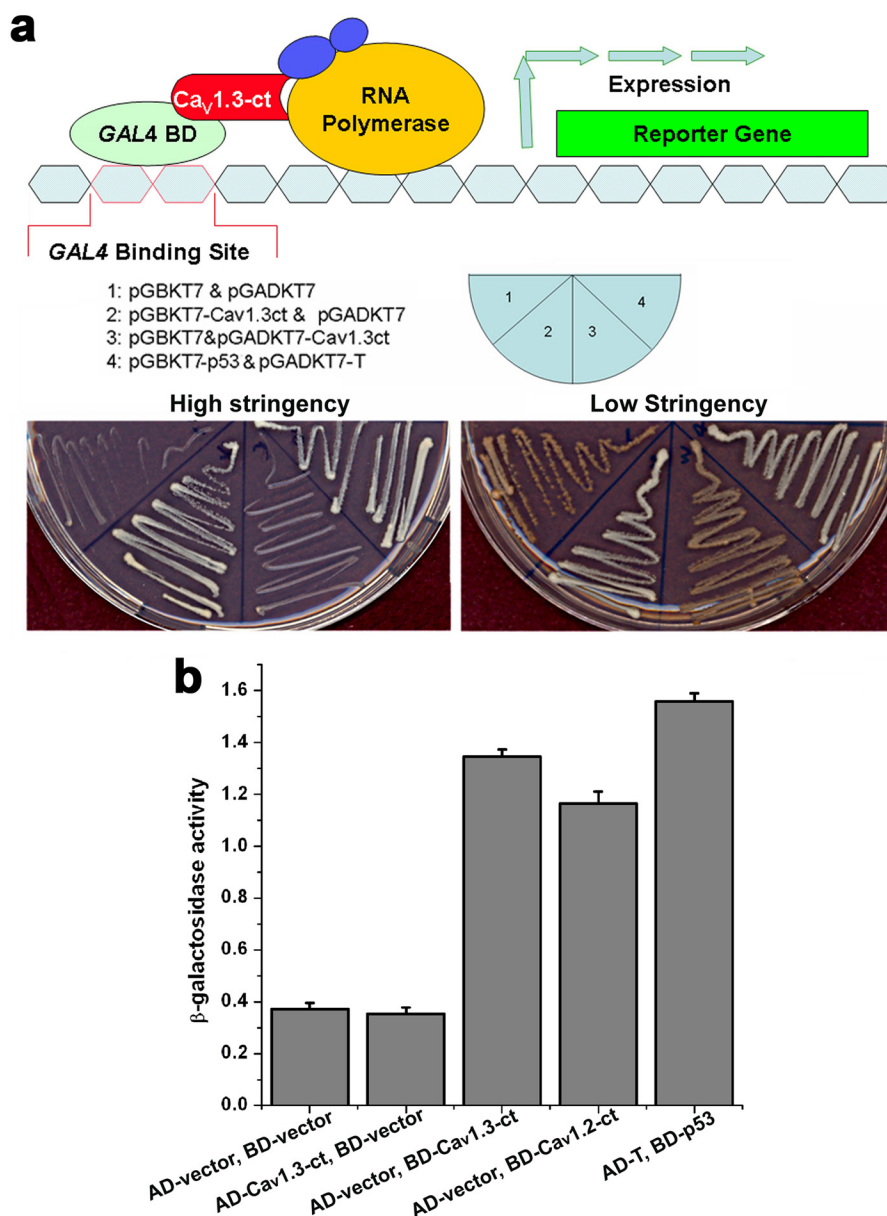 a
Cav1.3-ct
RNA
Polymerase
GAL4 BD
Expression
Reporter Gene
GAL4 Binding Site
1: pGBKT7 & pGADKT7
2: pGBKT7-Cav1.3ct & pGADKT7
3: pGBKT7&pGADKT7-Cav1.3ct
4: pGBKT7-p53&pGADKT7-T
1
2
3
4
High stringency
Low Stringency
b
β-galactosidase activity
1.6
1.4
1.2
1.0
0.8
0.6
0.4
0.2
0.0
AD-vector, BD-vector
AD-Cav1.3-ct, BD-vector
AD-vector, BD-Cav1.3-ct
AD-vector, BD-Cav1.2-ct
AD-T, BD-p53